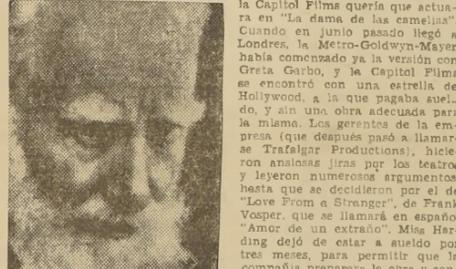 la Capitol Films quería que actua-
ra en "La dama de las camelias".
Cuando en junio pasado llegó a
Londres, la Metro-Goldwyn-Mayer
había comenzado ya la versión con
Greta Garbo, y la Capitol Films
se encontró con una estrella de
Hollywood, a la que pagaba suel-
do, y sin una obra adecuada para
la misma. Los gerentes de la em-
presa (que después pasó a llamar-
se Trafalgar Productions), hicie-
ron ansiosas jiras por los teatros
y leyeron numerosos argumentos
hasta que se decidieron por el de
"Love From a Stranger", de Frank
Vosper, que se llamará en español
"Amor de un extraño". Miss Har-
ding dejó de estar a sueldo por
tres meses, para permitir que la